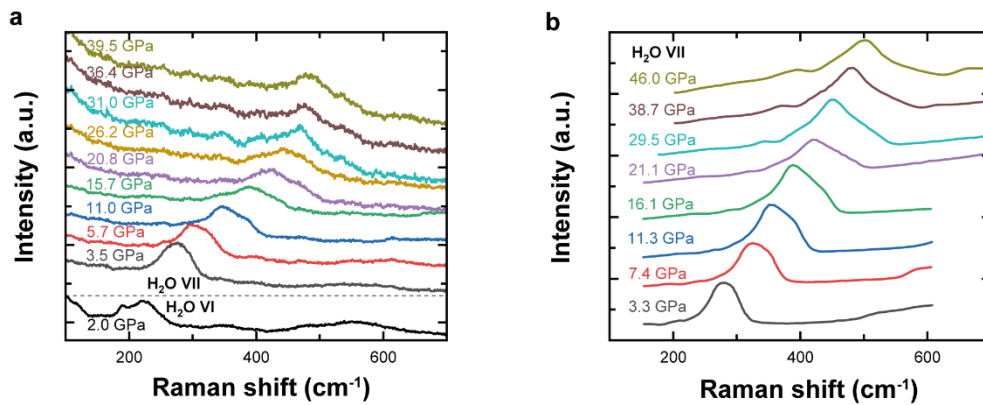 a
Intensity (a.u.)
39.5 GPa
36.4 GPa
31.0 GPa
26.2 GPa
20.8 GPa
15.7 GPa
11.0 GPa
5.7 GPa
3.5 GPa
H₂O VII
H₂O VI
2.0 GPa
200 400 600
Raman shift (cm⁻¹)
b
Intensity (a.u.)
H₂O VII
46.0 GPa
38.7 GPa
29.5 GPa
21.1 GPa
16.1 GPa
11.3 GPa
7.4 GPa
3.3 GPa
200 400 600
Raman shift (cm⁻¹)